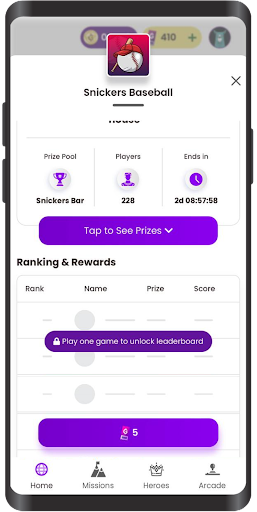 0
410
Snickers Baseball
House
Prize Pool
Players
Ends in
Snickers Bar
228
2d 08:57:58
Tap to See Prizes
Ranking & Rewards
Rank Name Prize Score
Play one game to unlock leaderboard
5
Home Missions Heroes Arcade